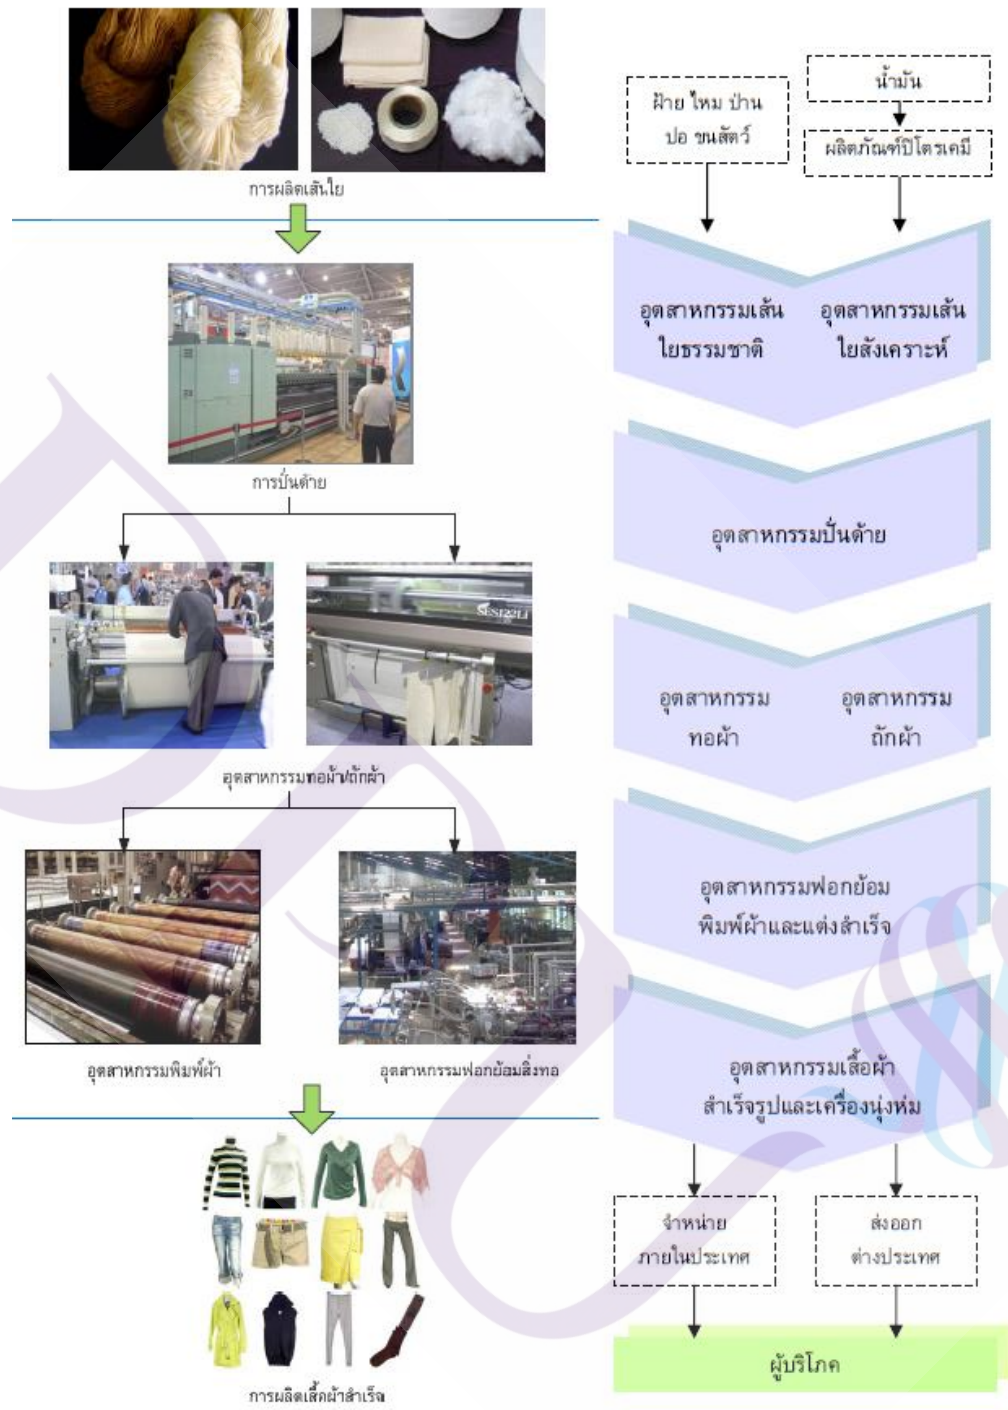 การผลิตเส้นใย
การปั่นด้าย
SES122LI
อุตสาหกรรมทอผ้า/ถักผ้า
อุตสาหกรรมพิมพ์ผ้า
อุตสาหกรรมฟอกย้อมสิ่งทอ
การผลิตเสื้อผ้าสำเร็จ
ฝ้าย ไหม ป่าน
ปอ ขนสัตว์
น้ำมัน
ผลิตภัณฑ์ปิโตรเคมี
อุตสาหกรรมเส้น
ใยธรรมชาติ
อุตสาหกรรมเส้น
ใยสังเคราะห์
อุตสาหกรรมปั่นด้าย
อุตสาหกรรม
ทอผ้า
อุตสาหกรรม
ถักผ้า
อุตสาหกรรมฟอกย้อม
พิมพ์ผ้าและแต่งสำเร็จ
อุตสาหกรรมเสื้อผ้า
สำเร็จรูปและเครื่องนุ่งห่ม
จำหน่าย
ภายในประเทศ
ส่งออก
ต่างประเทศ
ผู้บริโภค